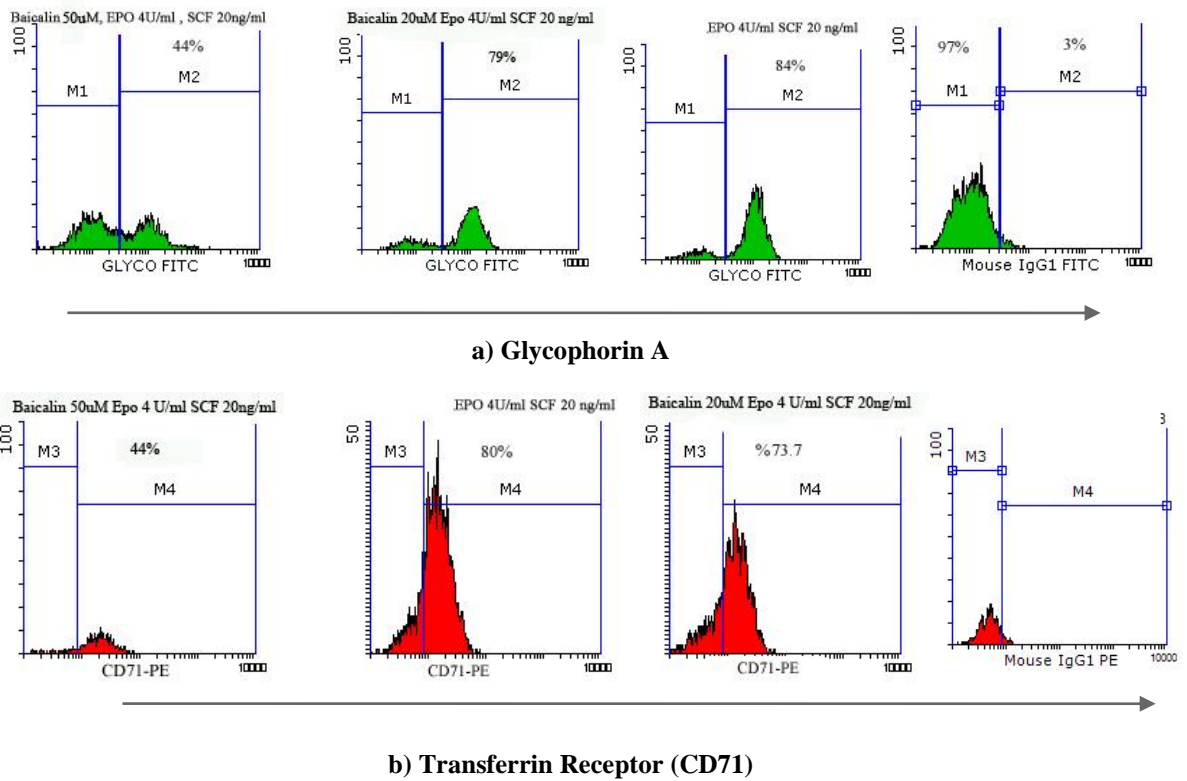 Baicalin 50uM, EPO 4U/ml , SCF 20ng/ml
100
44%
M1
M2
GLYCO FITC
10000
Baicalin 20uM Epo 4U/ml SCF 20 ng/ml
100
79%
M1
M2
GLYCO FITC
10000
EPO 4U/ml SCF 20 ng/ml
100
84%
M1
M2
GLYCO FITC
10000
100
97%
3%
M1
M2
Mouse IgG1 FITC
10000
a) Glycophorin A
Baicalin 50uM Epo 4 U/ml SCF 20ng/ml
100
44%
M3
M4
CD71-PE
10000
EPO 4U/ml SCF 20 ng/ml
50
80%
M3
M4
CD71-PE
10000
Baicalin 20uM Epo 4 U/ml SCF 20ng/ml
50
%73.7
M3
M4
CD71-PE
10000
100
M3
M4
Mouse IgG1 PE
10000
b) Transferrin Receptor (CD71)